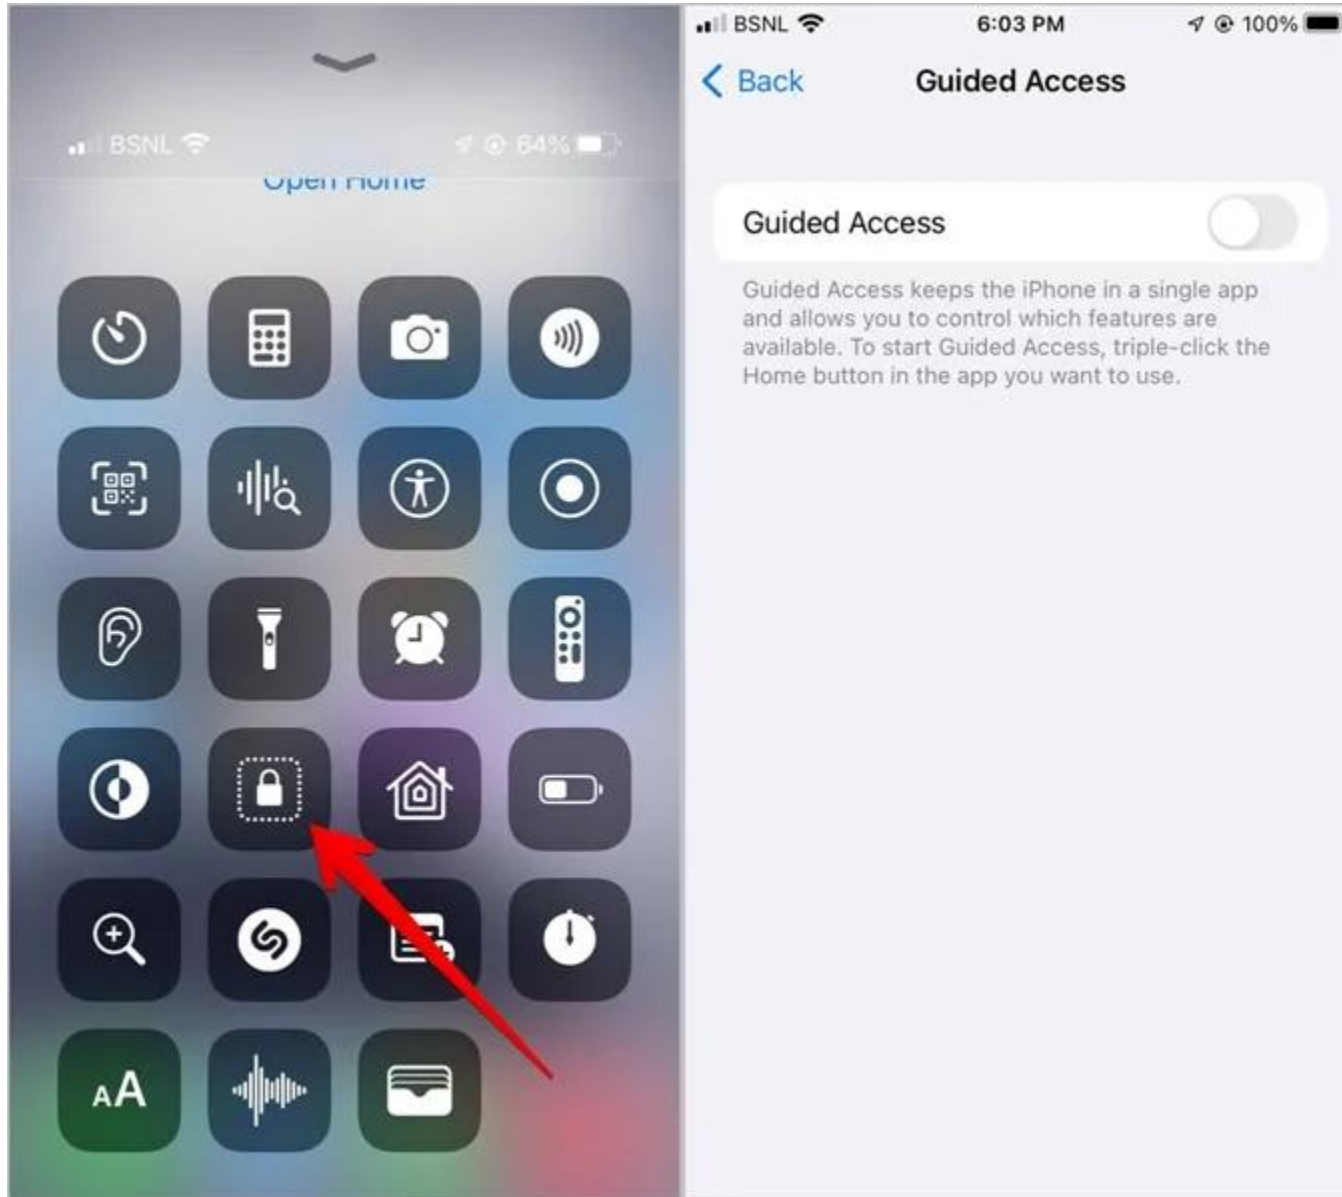 BSNL
64%
Open Home
AA
BSNL
6:03 PM
100%
Back
Guided Access
Guided Access
Guided Access keeps the iPhone in a single app
and allows you to control which features are
available. To start Guided Access, triple-click the
Home button in the app you want to use.